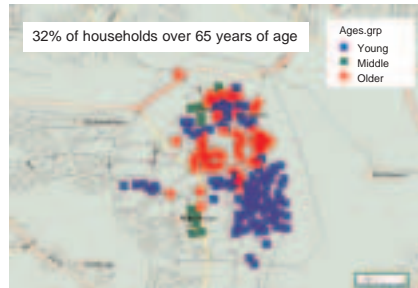 32% of households over 65 years of age
Ages.grp
Young
Middle
Older